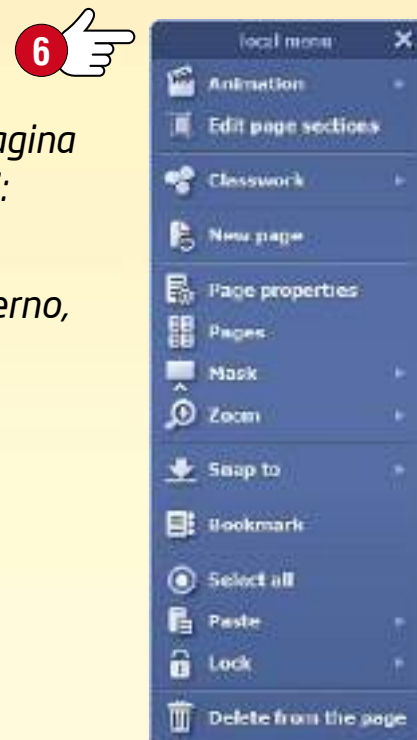 6
agina
:
erno,
local menu
Animation
Edit page sections
Classwork
New page
Page properties
Pages
Mask
Zoom
Snap to
Bookmark
Select all
Paste
Lock
Delete from the page